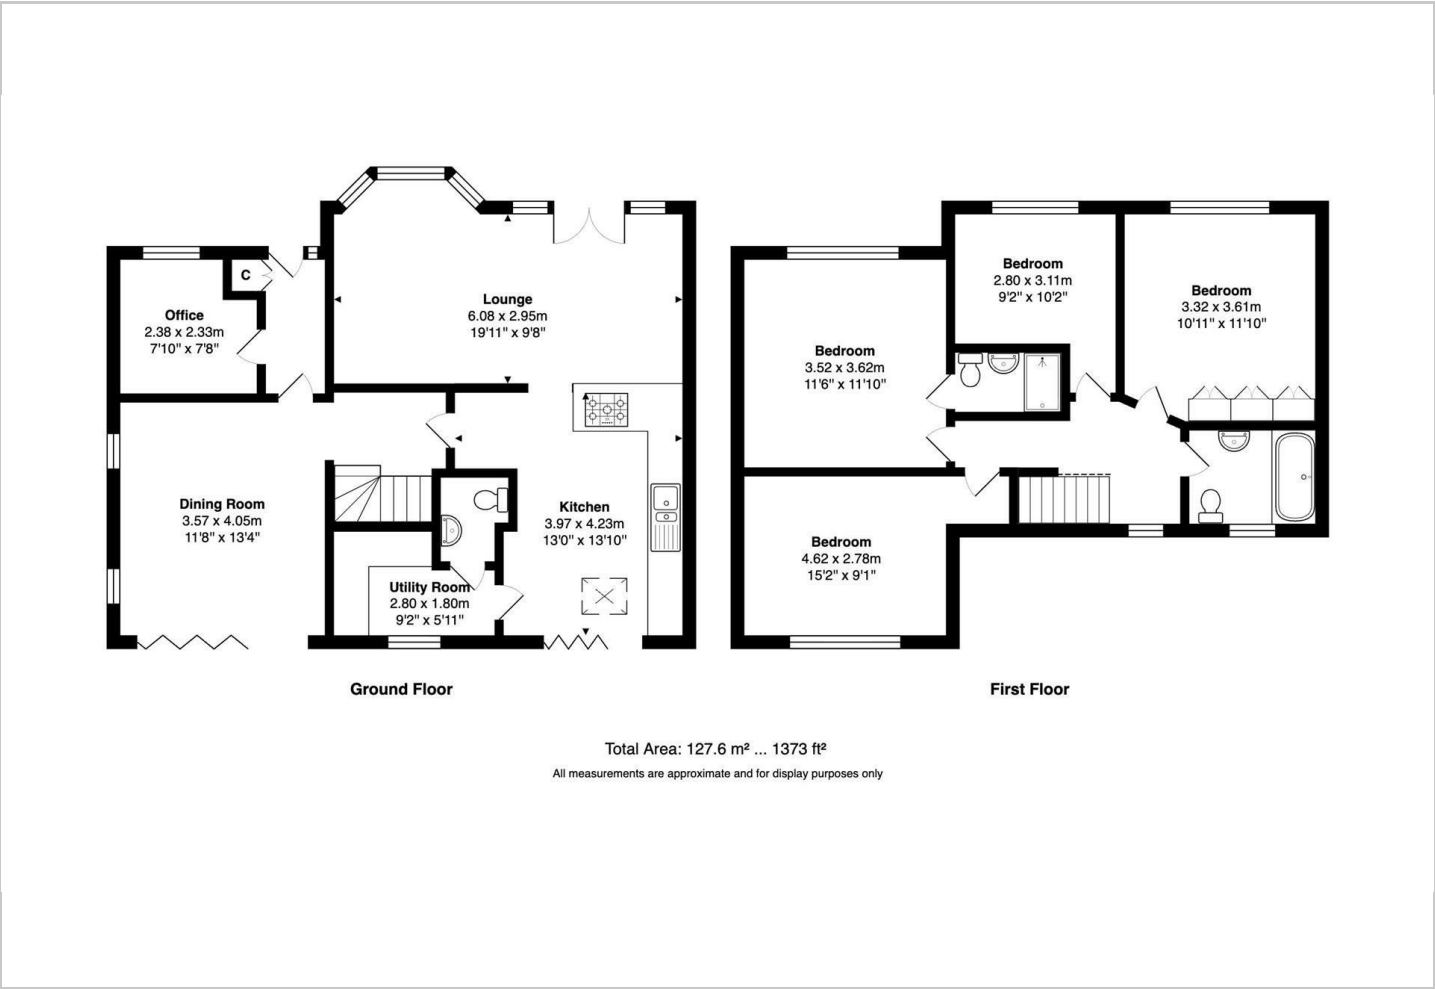 C
Office
2.38 x 2.33m
7'10" x 7'8"
Lounge
6.08 x 2.95m
19'11" x 9'8"
Dining Room
3.57 x 4.05m
11'8" x 13'4"
Kitchen
3.97 x 4.23m
13'0" x 13'10"
Utility Room
2.80 x 1.80m
9'2" x 5'11"
Ground Floor
Bedroom
2.80 x 3.11m
9'2" x 10'2"
Bedroom
3.32 x 3.61m
10'11" x 11'10"
Bedroom
3.52 x 3.62m
11'6" x 11'10"
Bedroom
4.62 x 2.78m
15'2" x 9'1"
First Floor
Total Area: 127.6 m² ... 1373 ft²
All measurements are approximate and for display purposes only